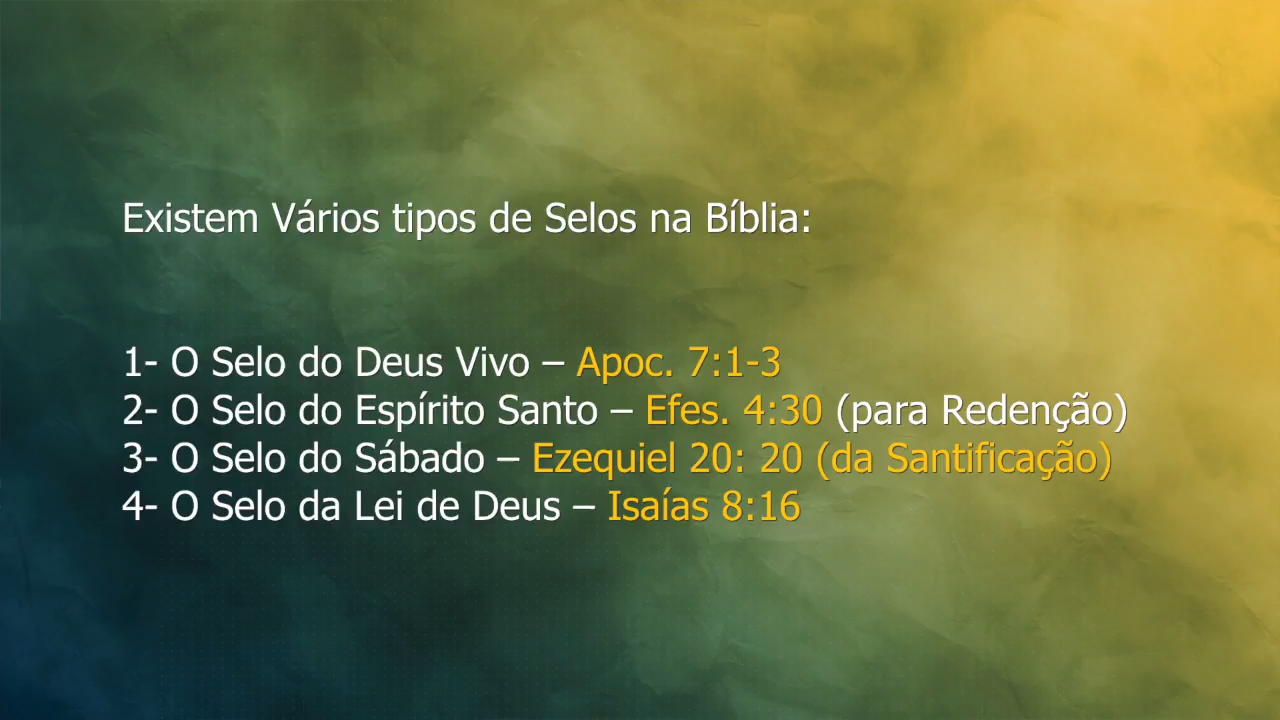 Existem Vários tipos de Selos na Bíblia:
1- O Selo do Deus Vivo – Apoc. 7:1-3
2- O Selo do Espírito Santo – Efes. 4:30 (para Redenção)
3- O Selo do Sábado – Ezequiel 20: 20 (da Santificação)
4- O Selo da Lei de Deus – Isaías 8:16